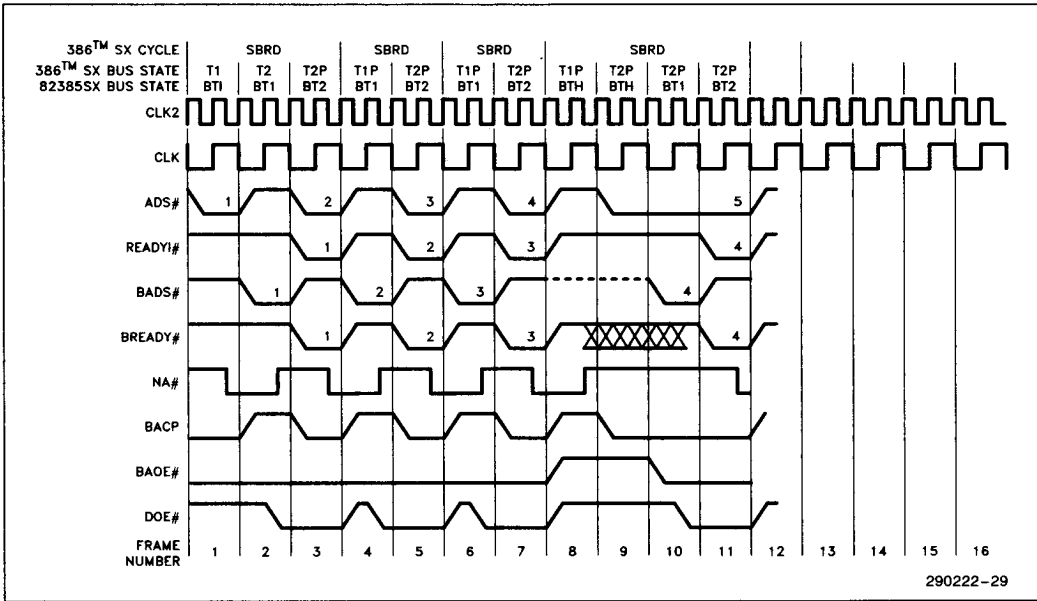 386™ SX CYCLE SBRD SBRD SBRD SBRD
386™ SX BUS STATE T1 T2 T2P T1P T2P T1P T2P T1P T2P T2P T2P
82385SX BUS STATE BTI BT1 BT2 BT1 BT2 BT1 BT2 BTH BTH BT1 BT2
CLK2
CLK
ADS# 1 2 3 4 5
READYI# 1 2 3 4
BADS# 1 2 3 4
BREADY# 1 2 3 4
NA#
BACP
BAOE#
DOE#
FRAME NUMBER 1 2 3 4 5 6 7 8 9 10 11 12 13 14 15 16
290222-29